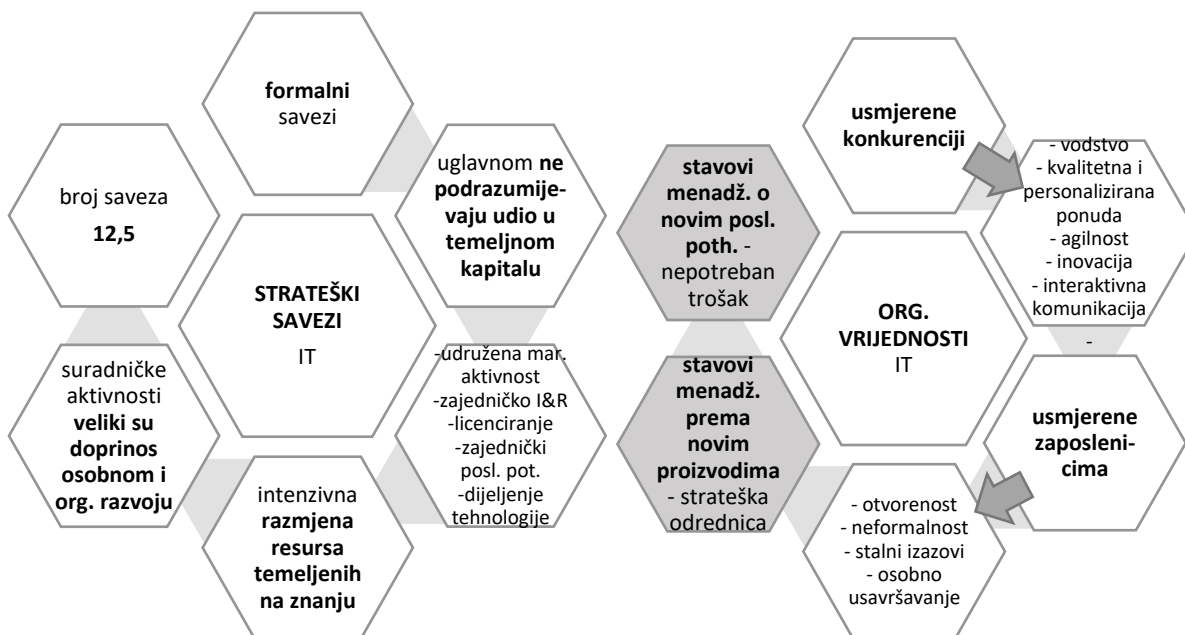 formalni
savezi
uglavnom ne
podrazumije-
vaju udio u
temeljnom
kapitalu
-udružena mar.
aktivnost
-zajedničko I&R
-licenciranje
-zajednički
posl. pot.
-dijeljenje
tehnologije
intenzivna
razmjena
resursa
temeljenih
na znanju
suradničke
aktivnosti
veliki su
doprinos
osobnom i
org. razvoju
broj saveza
12,5
STRATEŠKI
SAVEZI
IT
usmjerene
konkurenciji
- vodstvo
- kvalitetna i
personalizirana
ponuda
- agilnost
- inovacija
- interaktivna
komunikacija
-
usmjerene
zaposleni-
cima
- otvorenost
- neformalnost
- stalni izazovi
- osobno
usavršavanje
stavovi
menadž.
prema
novim
proizvodima
- strateška
odrednica
stavovi
menadž. o
novim posl.
poth. -
nepotreban
trošak
ORG.
VRIJEDNOSTI
IT